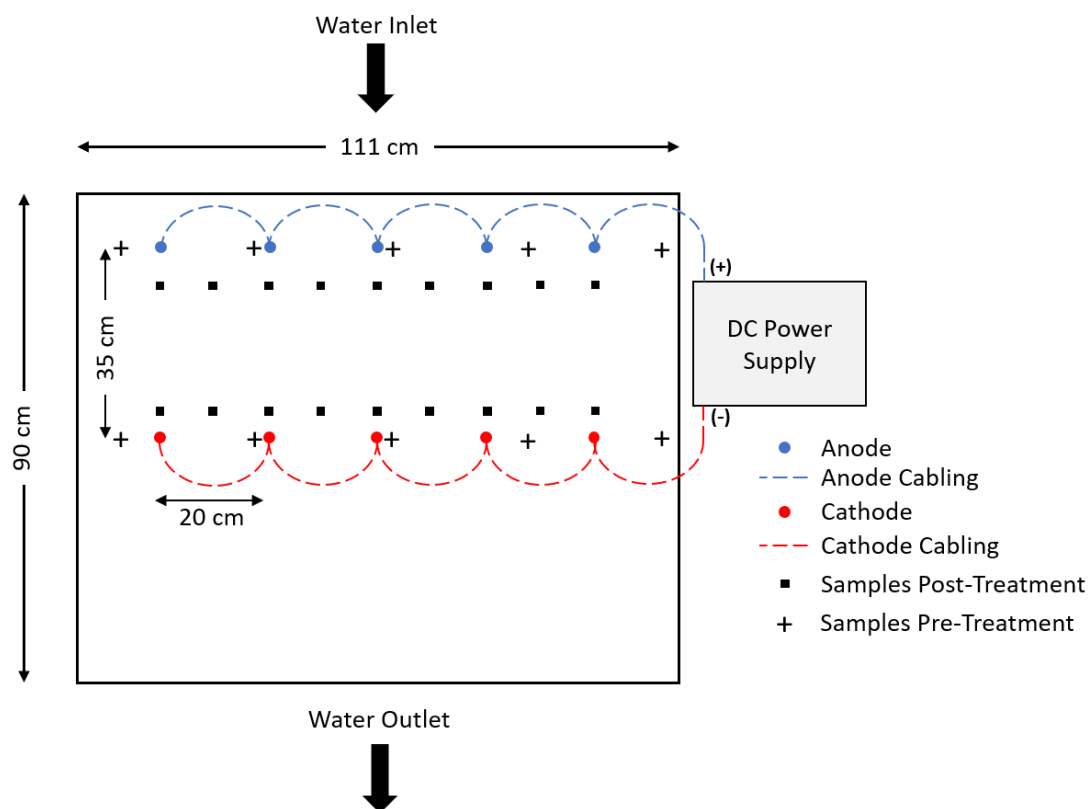 Water Inlet
111 cm
(+)
DC Power
Supply
35 cm
90 cm
(-)
20 cm
Anode
Anode Cabling
Cathode
Cathode Cabling
Samples Post-Treatment
Samples Pre-Treatment
Water Outlet